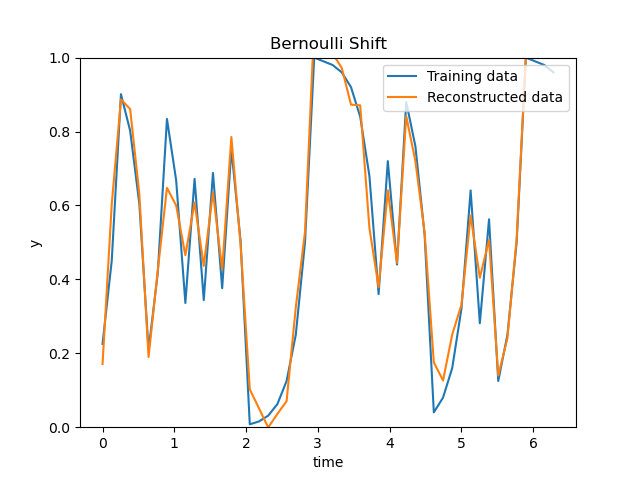 Bernoulli Shift
Training data
Reconstructed data
1.0
0.8
0.6
0.4
0.2
0.0
y
0 1 2 3 4 5 6
time